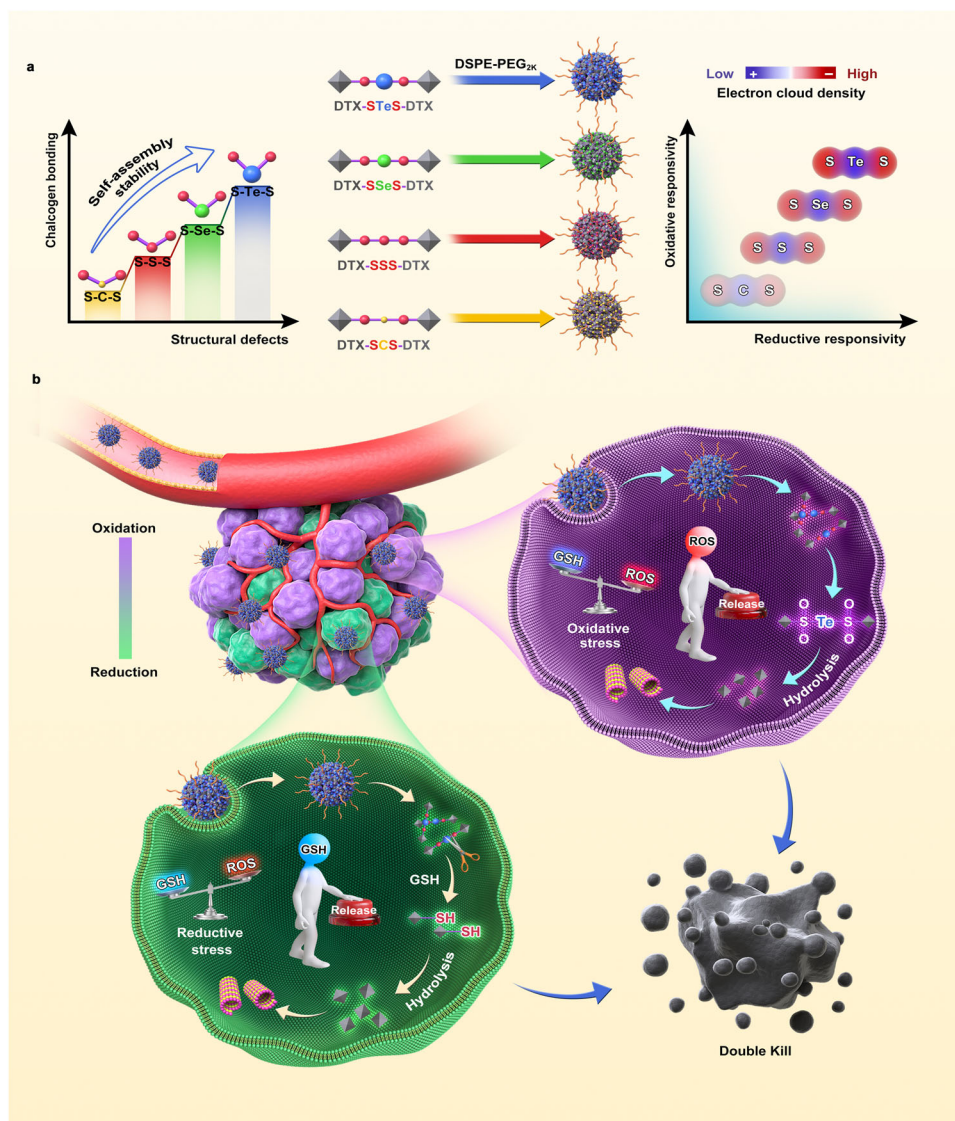 a
Chalcogen bonding
Self-assembly
stability
S-C-S
S-S-S
S-Se-S
S-Te-S
Structural defects
DSPE-PEG2K
DTX-STeS-DTX
DTX-SSeS-DTX
DTX-SSS-DTX
DTX-SCS-DTX
Low + − High
Electron cloud density
Oxidative responsivity
S Te S
S Se S
S S S
S C S
Reductive responsivity
b
Oxidation
Reduction
GSH
ROS
Oxidative
stress
ROS
Release
O O
S Te S
O O
Hydrolysis
GSH
ROS
Reductive
stress
GSH
Release
GSH
SH
SH
Hydrolysis
Double Kill